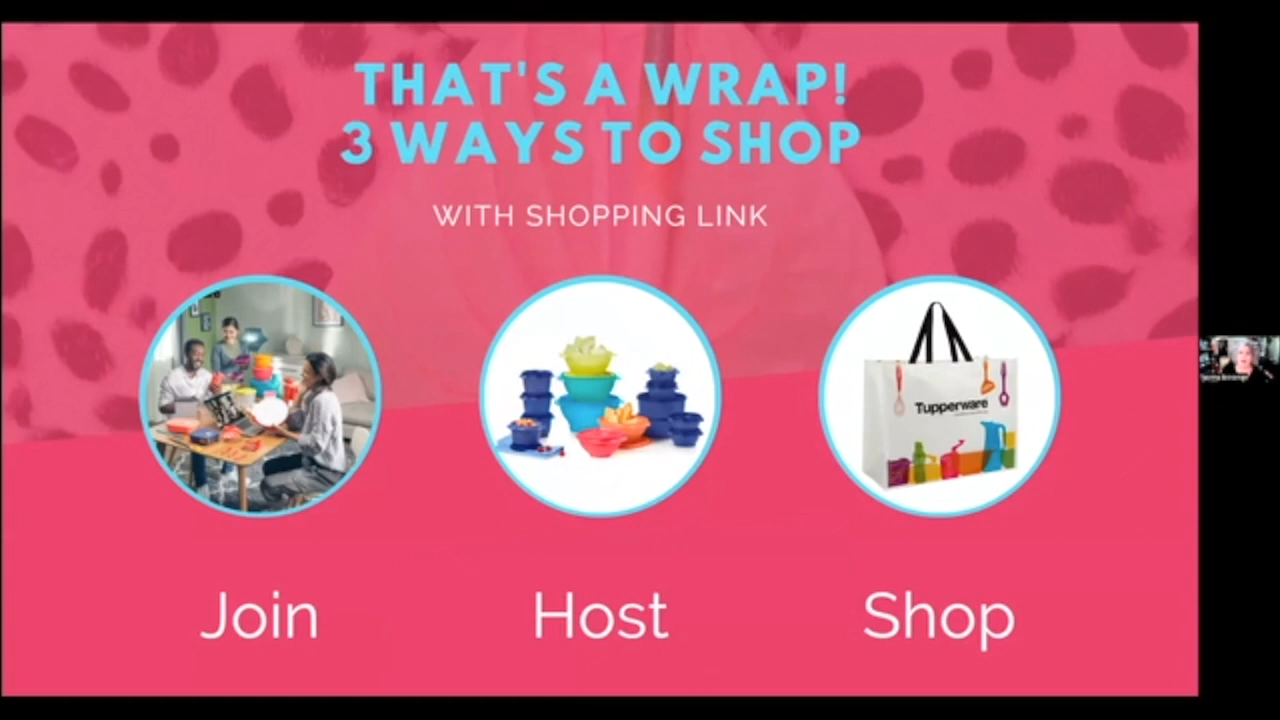 THAT'S A WRAP!
3 WAYS TO SHOP
WITH SHOPPING LINK
Tupperware
Join
Host
Shop